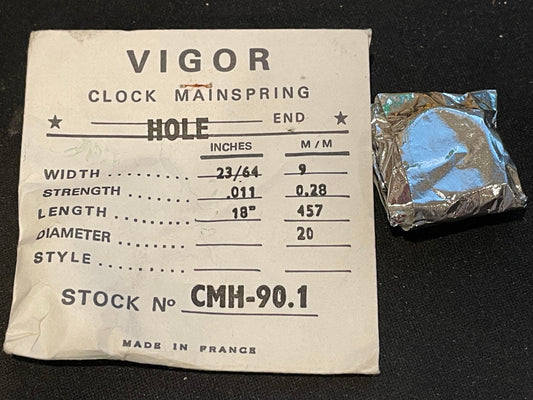 VIGOR
CLOCK MAINSPRING
★ HOLE END ★
INCHES M/M
WIDTH ........ 23/64 9
STRENGTH ........ .011 0.28
LENGTH ........ 18" 457
DIAMETER ...... 20
STYLE .........
STOCK No CMH-90.1
MADE IN FRANCE